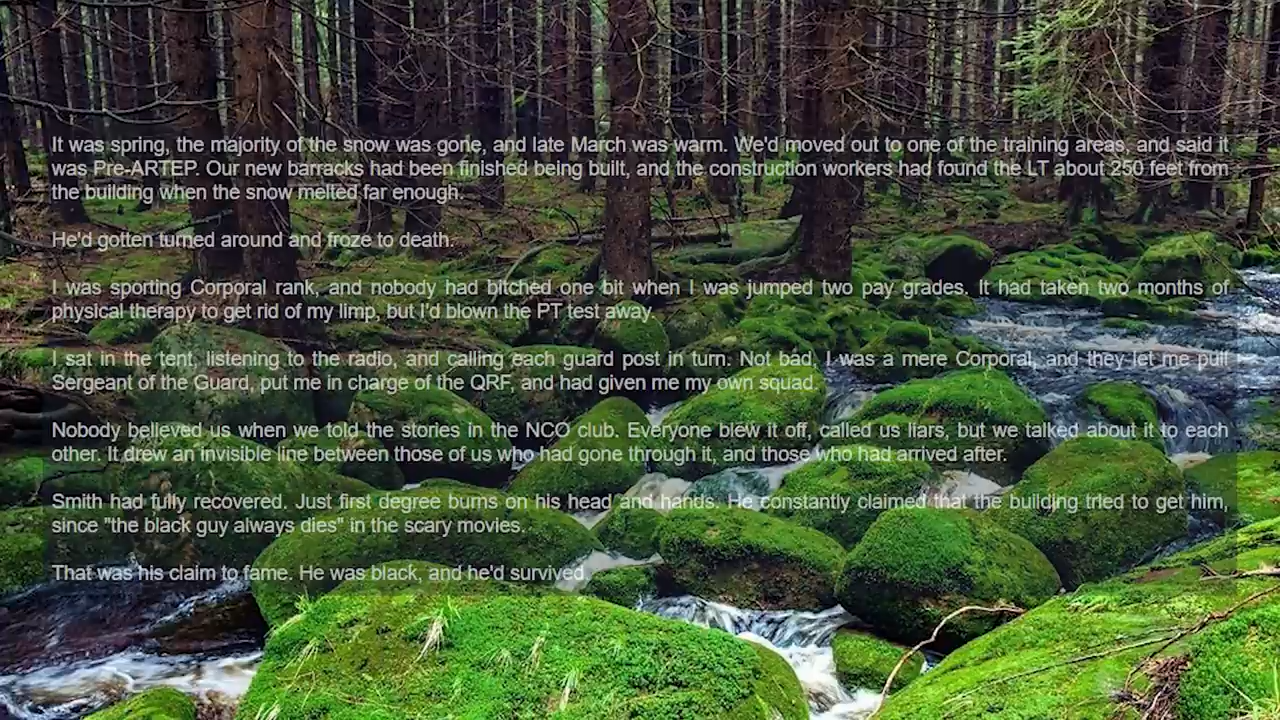 It was spring, the majority of the snow was gone, and late March was warm. We'd moved out to one of the training areas, and said it
was Pre-ARTEP. Our new barracks had been finished being built, and the construction workers had found the LT about 250 feet from
the building when the snow melted far enough.
He'd gotten turned around and froze to death.
I was sporting Corporal rank, and nobody had bitched one bit when I was jumped two pay grades. It had taken two months of
physical therapy to get rid of my limp, but I'd blown the PT test away.
I sat in the tent, listening to the radio, and calling each guard post in turn. Not bad, I was a mere Corporal, and they let me pull
Sergeant of the Guard, put me in charge of the QRF, and had given me my own squad.
Nobody believed us when we told the stories in the NCO club. Everyone blew it off, called us liars, but we talked about it to each
other. It drew an invisible line between those of us who had gone through it, and those who had arrived after.
Smith had fully recovered. Just first degree burns on his head and hands. He constantly claimed that the building tried to get him,
since "the black guy always dies" in the scary movies.
That was his claim to fame. He was black, and he'd survived.